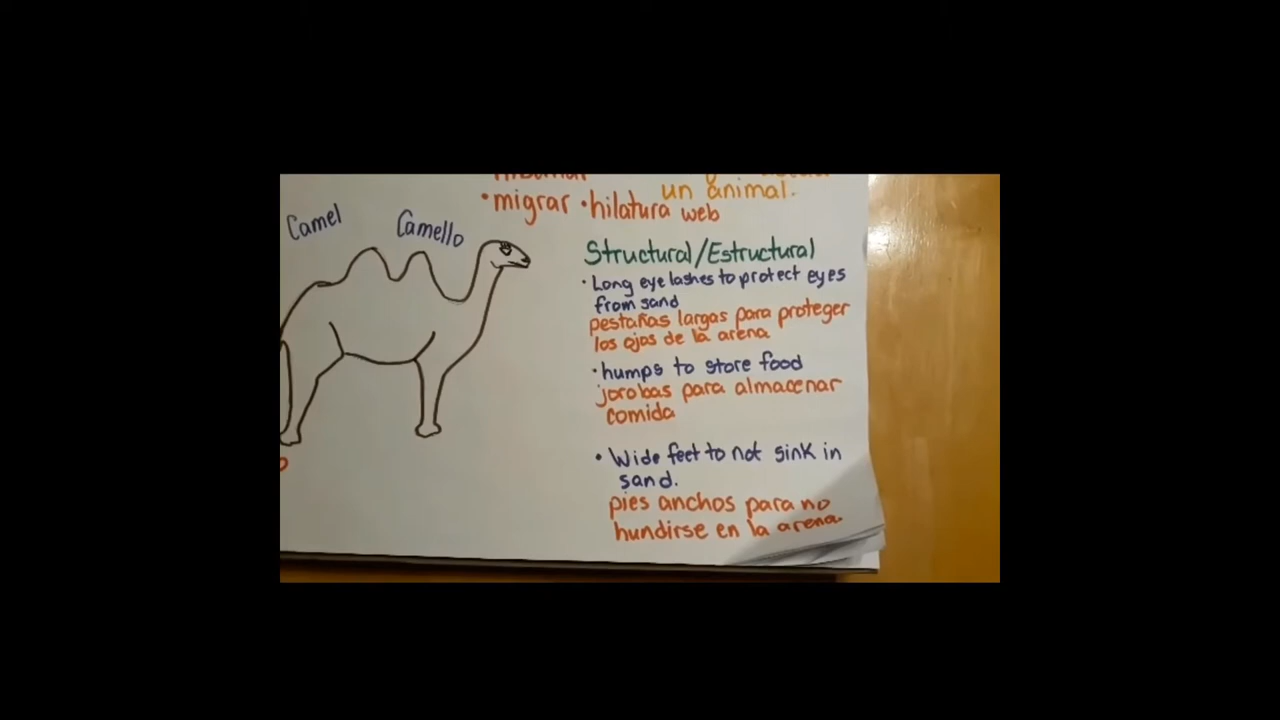 un animal.
•migrar •hilatura web
Camel
Camello
Structural/Estructural
•Long eye lashes to protect eyes
from sand
pestañas largas para proteger
los ojos de la arena
•humps to store food
jorobas para almacenar
comida
•Wide feet to not sink in
sand.
pies anchos para no
hundirse en la arena.